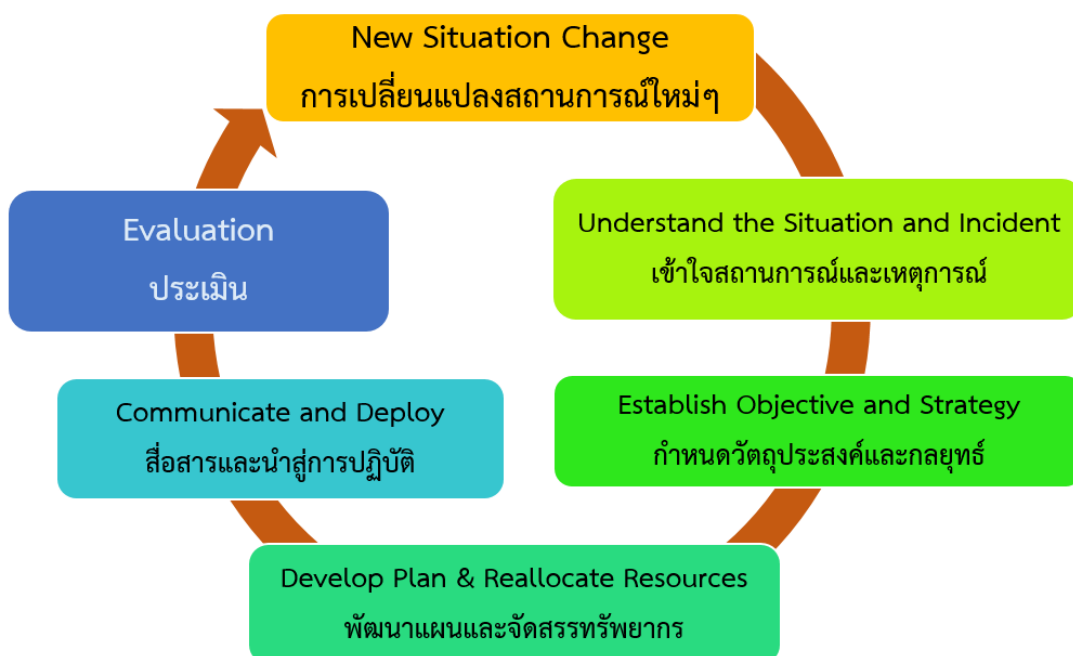 New Situation Change
การเปลี่ยนแปลงสถานการณ์ใหม่ๆ
Understand the Situation and Incident
เข้าใจสถานการณ์และเหตุการณ์
Establish Objective and Strategy
กำหนดวัตถุประสงค์และกลยุทธ์
Develop Plan & Reallocate Resources
พัฒนาแผนและจัดสรรทรัพยากร
Communicate and Deploy
สื่อสารและนำสู่การปฏิบัติ
Evaluation
ประเมิน